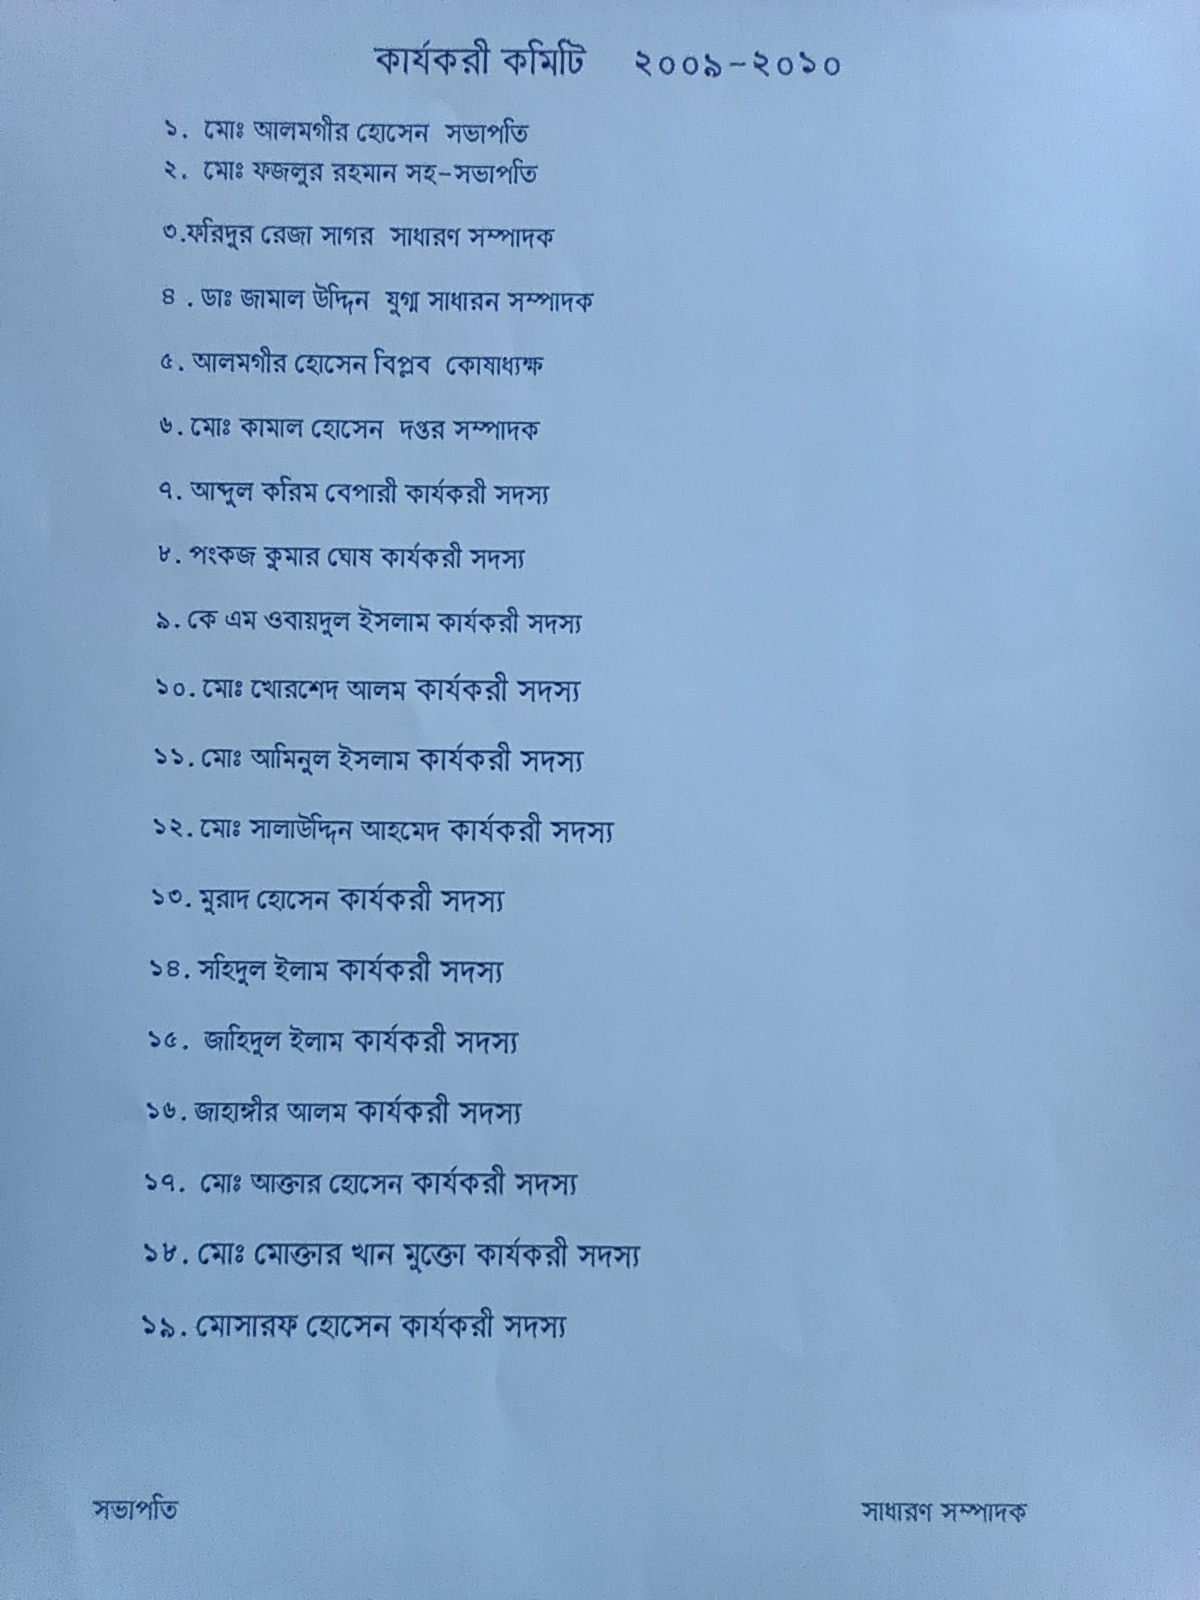 কার্যকরী কমিটি ২০০৯-২০১০
১. মোঃ আলমগীর হোসেন সভাপতি
২. মোঃ ফজলুর রহমান সহ-সভাপতি
৩.ফরিদুর রেজা সাগর সাধারণ সম্পাদক
৪ . ডাঃ জামাল উদ্দিন যুগ্ম সাধারন সম্পাদক
৫. আলমগীর হোসেন বিপ্লব কোষাধ্যক্ষ
৬. মোঃ কামাল হোসেন দপ্তর সম্পাদক
৭. আব্দুল করিম বেপারী কার্যকরী সদস্য
৮. পংকজ কুমার ঘোষ কার্যকরী সদস্য
৯. কে এম ওবায়দুল ইসলাম কার্যকরী সদস্য
১০. মোঃ খোরশেদ আলম কার্যকরী সদস্য
১১. মোঃ আমিনুল ইসলাম কার্যকরী সদস্য
১২. মোঃ সালাউদ্দিন আহমেদ কার্যকরী সদস্য
১৩. মুরাদ হোসেন কার্যকরী সদস্য
১৪. সহিদুল ইলাম কার্যকরী সদস্য
১৫. জাহিদুল ইলাম কার্যকরী সদস্য
১৬. জাহাঙ্গীর আলম কার্যকরী সদস্য
১৭. মোঃ আক্তার হোসেন কার্যকরী সদস্য
১৮. মোঃ মোক্তার খান মুক্তো কার্যকরী সদস্য
১৯. মোসারফ হোসেন কার্যকরী সদস্য
সভাপতি সাধারণ সম্পাদক